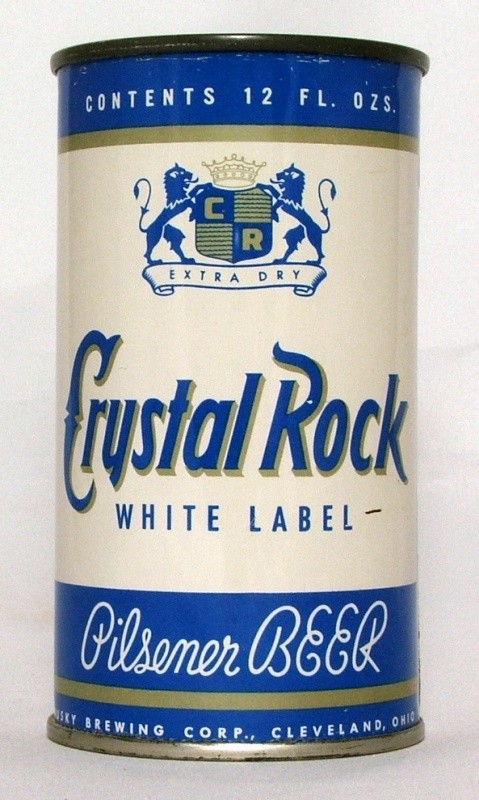 CONTENTS 12 FL. OZS.
C
R
EXTRA DRY
Crystal Rock
WHITE LABEL
Pilsener BEER
BREWING CORP., CLEVELAND, OHIO